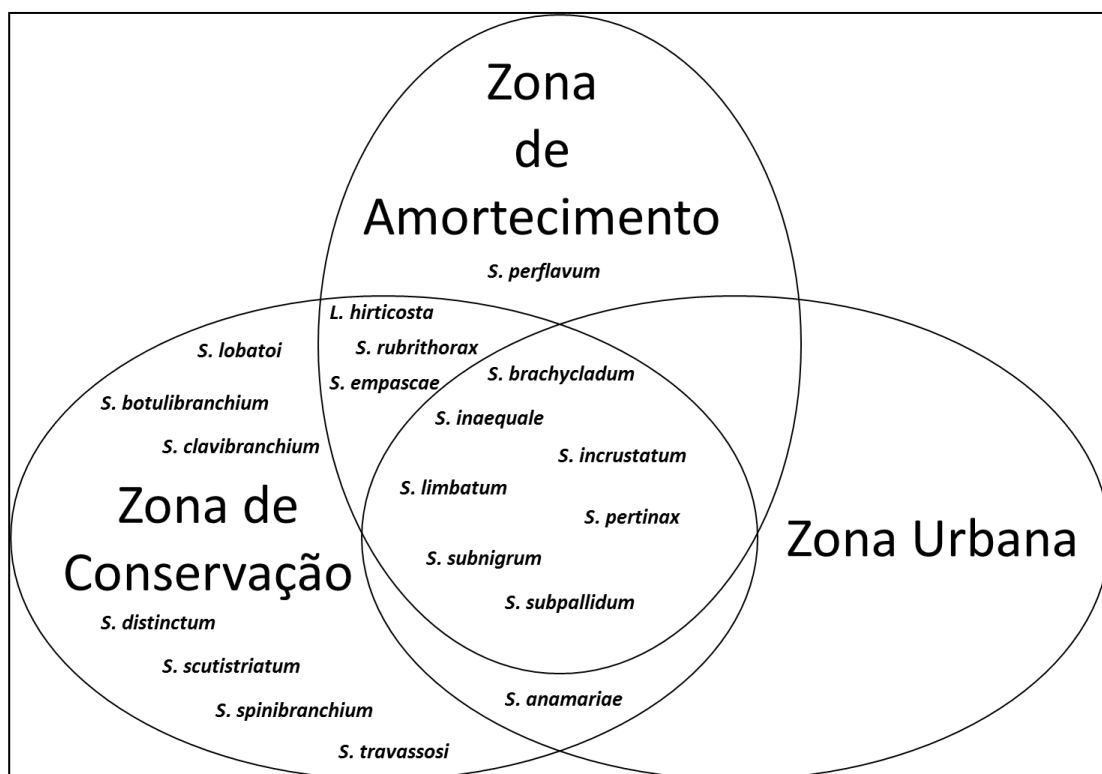 Zona
de
Amortecimento
S. perflavum
L. hirticosta
S. rubrithorax
S. empascae
S. lobatoi
S. botulibranchium
S. clavibranchium
Zona de
Conservação
S. distinctum
S. scutistriatum
S. spinibranchium
S. travassosi
S. brachycladum
S. inaequale
S. incrustatum
S. limbatum
S. pertinax
S. subnigrum
S. subpallidum
S. anamariae
Zona Urbana